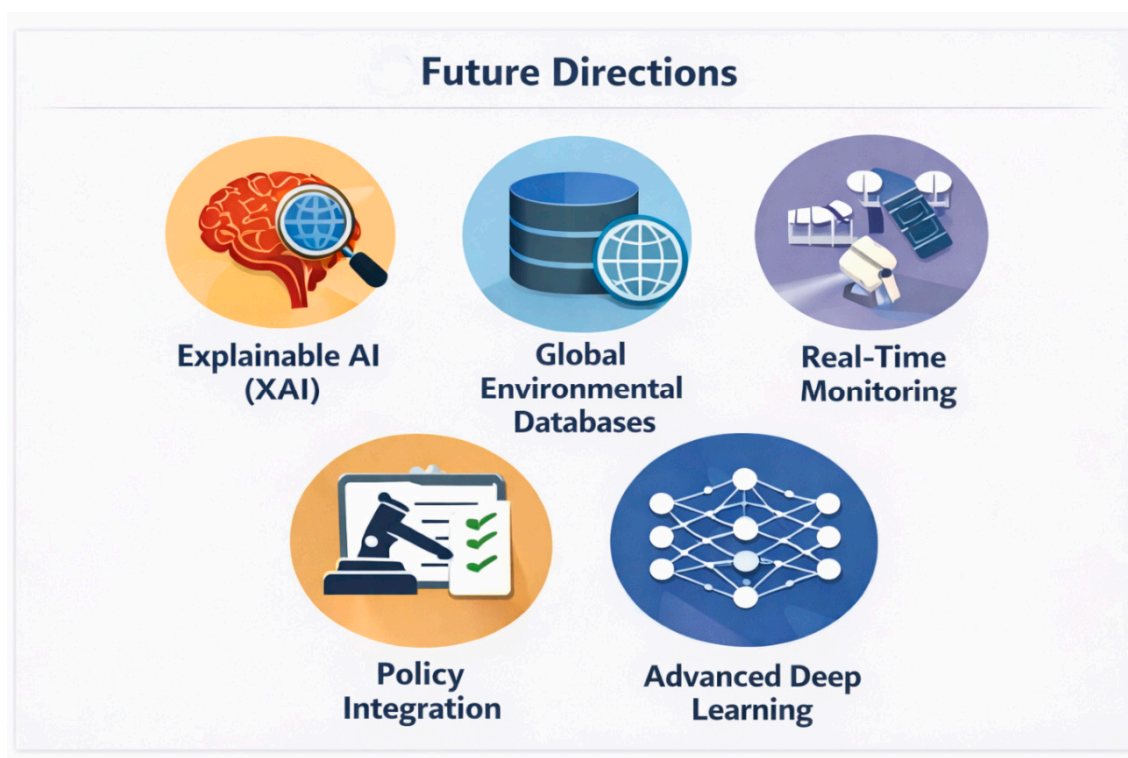 Future Directions
Explainable AI
(XAI)
Global
Environmental
Databases
Real-Time
Monitoring
Policy
Integration
Advanced Deep
Learning